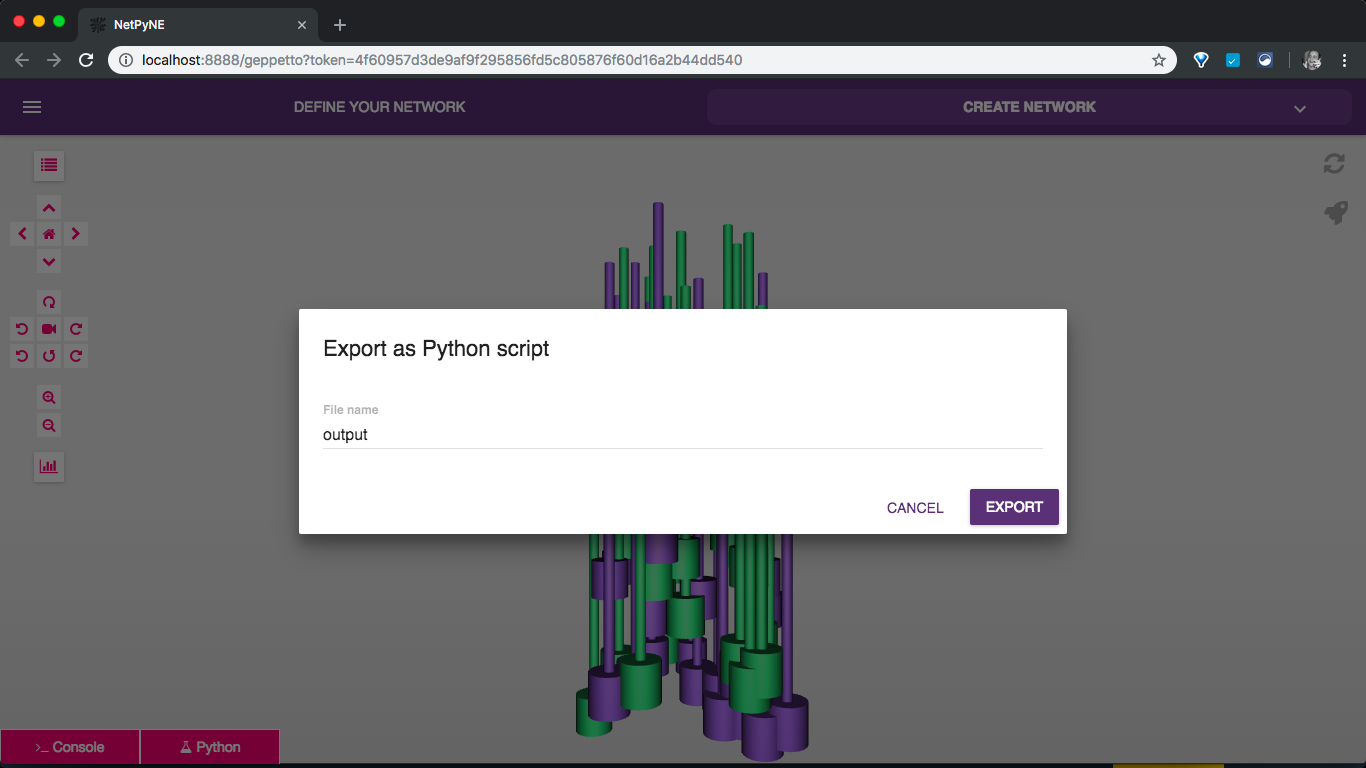 NetPyNE
localhost:8888/geppetto?token=4f60957d3de9af9f295856fd5c805876f60d16a2b44dd540
DEFINE YOUR NETWORK
CREATE NETWORK
Export as Python script
File name
output
CANCEL
EXPORT
>_ Console
Python